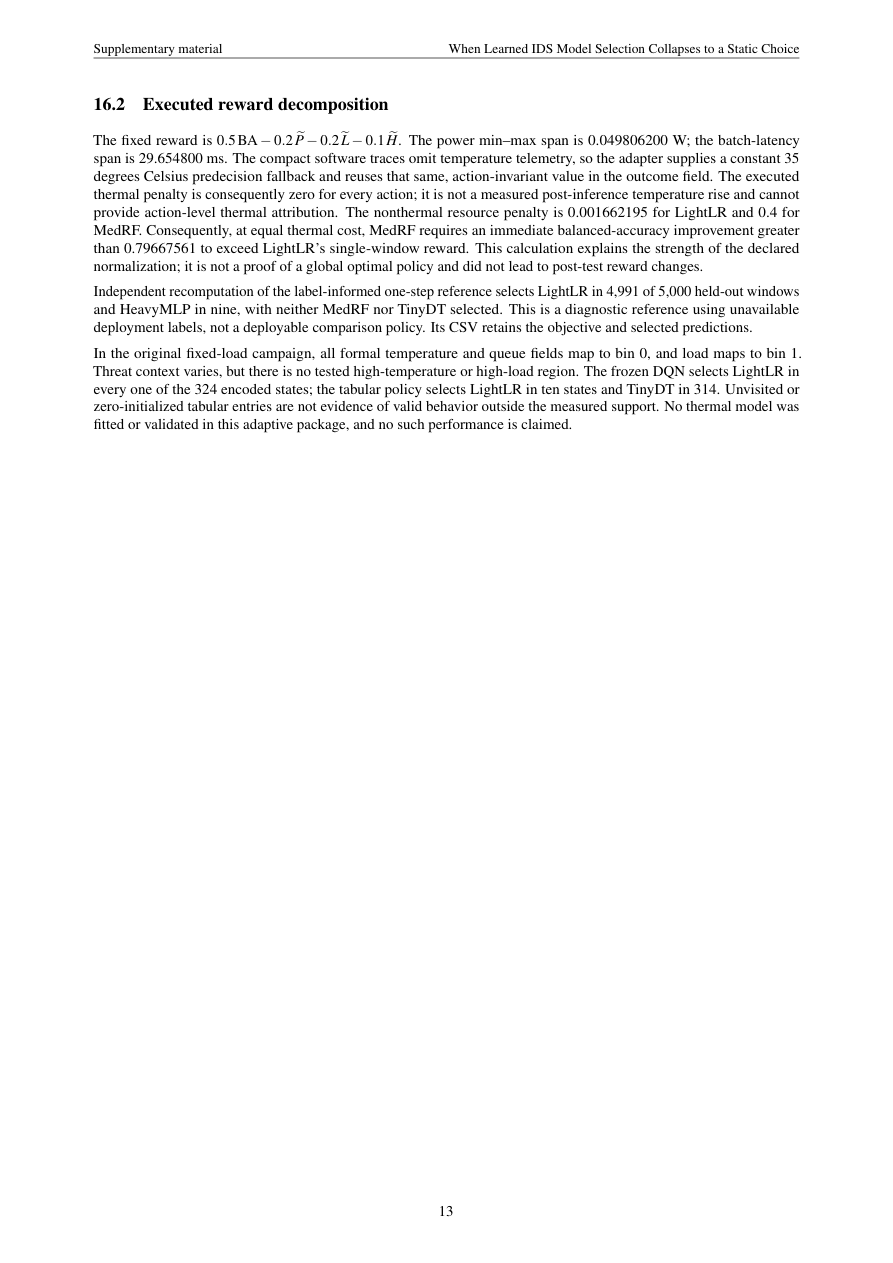 Supplementary material When Learned IDS Model Selection Collapses to a Static Choice
16.2 Executed reward decomposition
The fixed reward is 0.5 BA − 0.2P̃ − 0.2L̃ − 0.1H̃. The power min–max span is 0.049806200 W; the batch-latency
span is 29.654800 ms. The compact software traces omit temperature telemetry, so the adapter supplies a constant 35
degrees Celsius predecision fallback and reuses that same, action-invariant value in the outcome field. The executed
thermal penalty is consequently zero for every action; it is not a measured post-inference temperature rise and cannot
provide action-level thermal attribution. The nonthermal resource penalty is 0.001662195 for LightLR and 0.4 for
MedRF. Consequently, at equal thermal cost, MedRF requires an immediate balanced-accuracy improvement greater
than 0.79667561 to exceed LightLR's single-window reward. This calculation explains the strength of the declared
normalization; it is not a proof of a global optimal policy and did not lead to post-test reward changes.
Independent recomputation of the label-informed one-step reference selects LightLR in 4,991 of 5,000 held-out windows
and HeavyMLP in nine, with neither MedRF nor TinyDT selected. This is a diagnostic reference using unavailable
deployment labels, not a deployable comparison policy. Its CSV retains the objective and selected predictions.
In the original fixed-load campaign, all formal temperature and queue fields map to bin 0, and load maps to bin 1.
Threat context varies, but there is no tested high-temperature or high-load region. The frozen DQN selects LightLR in
every one of the 324 encoded states; the tabular policy selects LightLR in ten states and TinyDT in 314. Unvisited or
zero-initialized tabular entries are not evidence of valid behavior outside the measured support. No thermal model was
fitted or validated in this adaptive package, and no such performance is claimed.
13